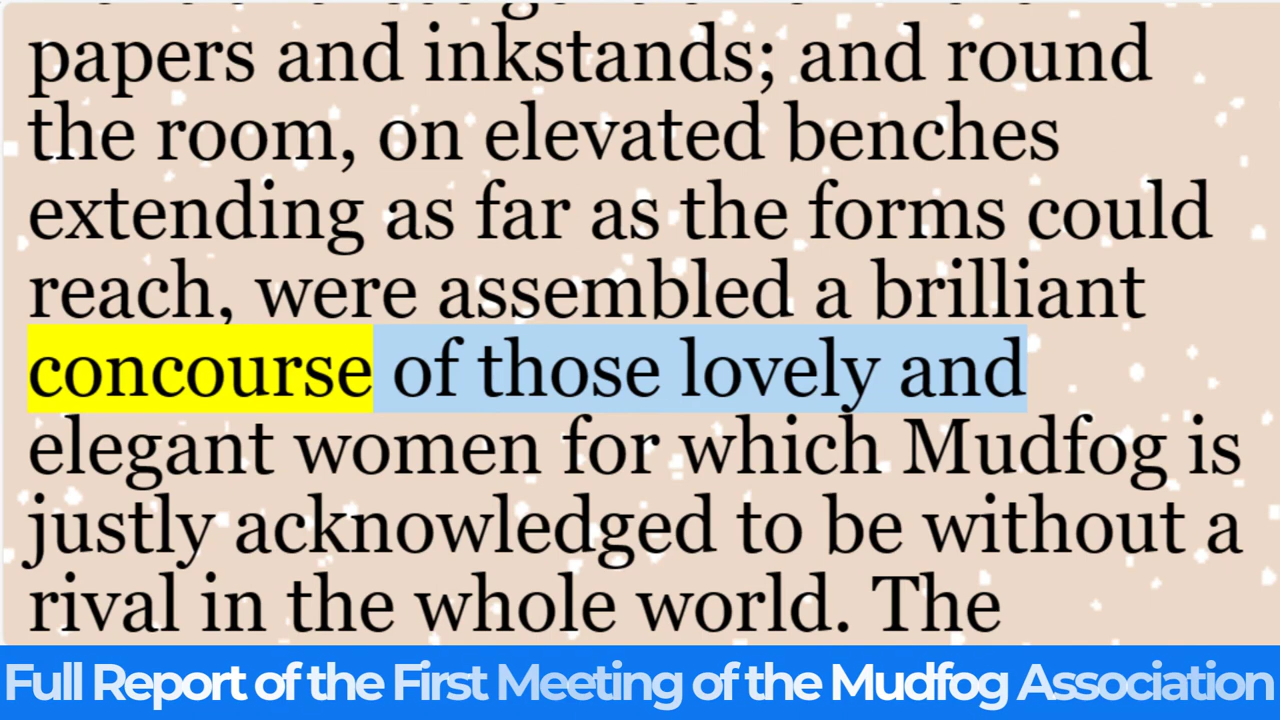 papers and inkstands; and round
the room, on elevated benches
extending as far as the forms could
reach, were assembled a brilliant
concourse of those lovely and
elegant women for which Mudfog is
justly acknowledged to be without a
rival in the whole world. The
Full Report of the First Meeting of the Mudfog Association